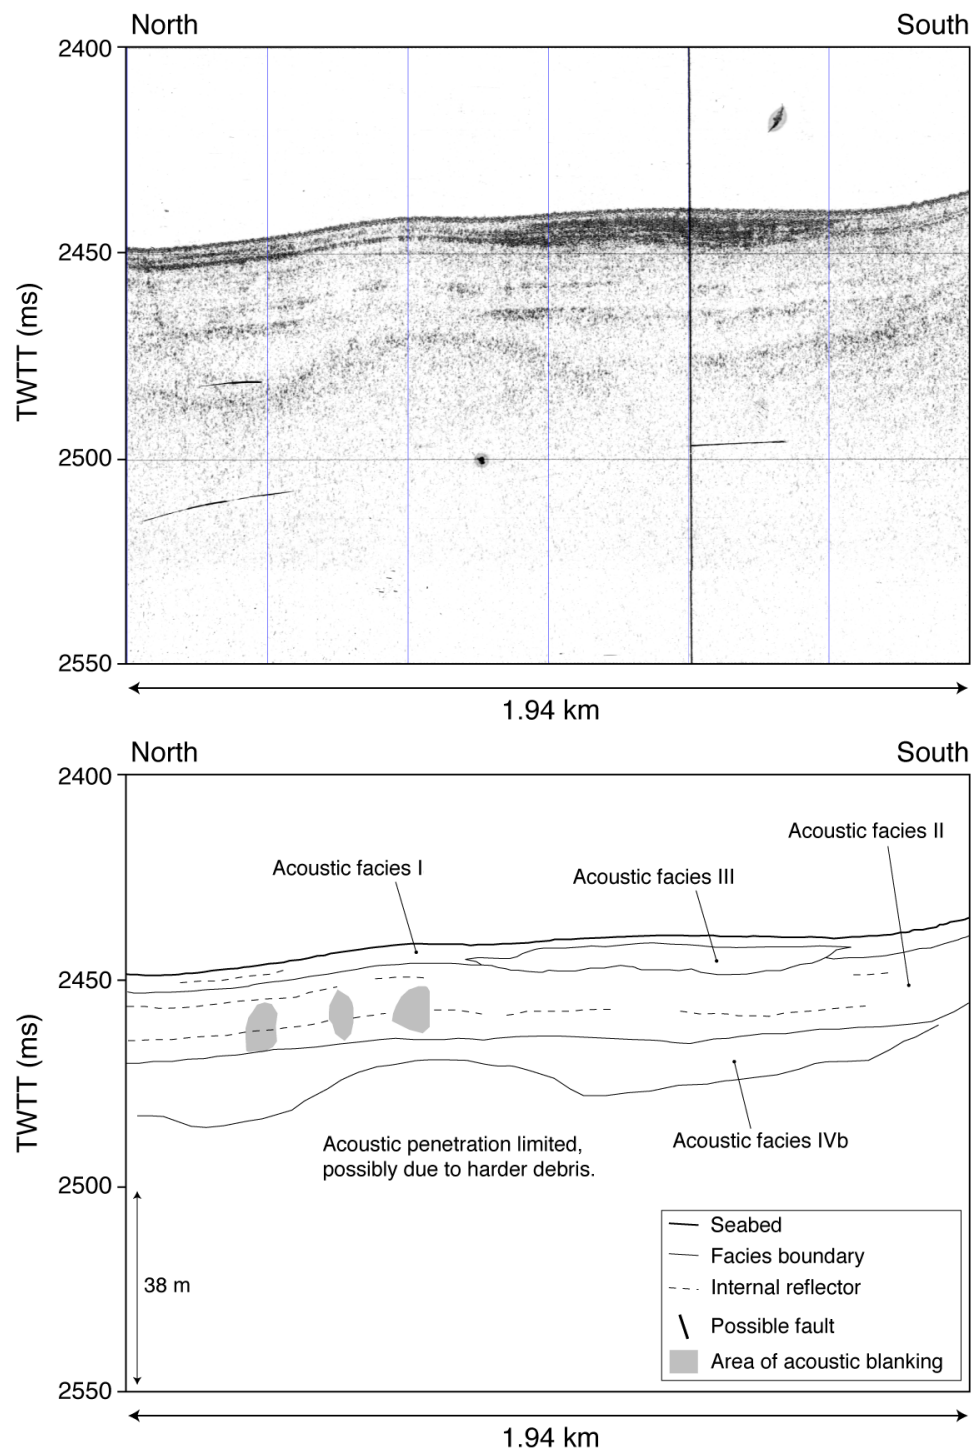 North South
2400
2450
TWTT (ms)
2500
2550
1.94 km
North South
2400
Acoustic facies II
Acoustic facies I
Acoustic facies III
2450
TWTT (ms)
Acoustic penetration limited,
possibly due to harder debris.
Acoustic facies IVb
2500
38 m
Seabed
Facies boundary
Internal reflector
Possible fault
Area of acoustic blanking
2550
1.94 km